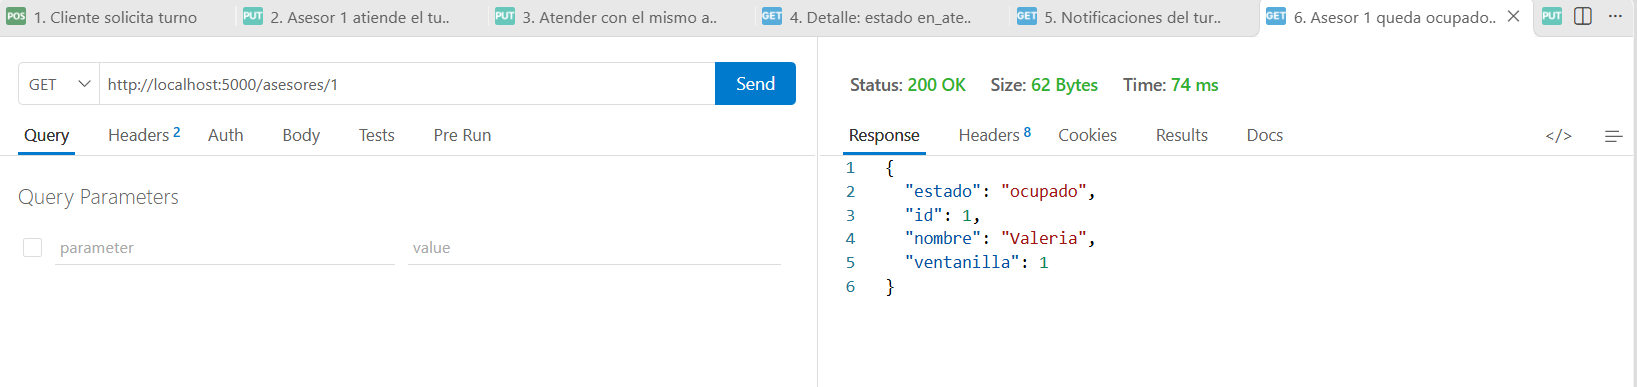 POS 1. Cliente solicita turno PUT 2. Asesor 1 atiende el tu.. PUT 3. Atender con el mismo a.. GET 4. Detalle: estado en_ate.. GET 5. Notificaciones del tur.. GET 6. Asesor 1 queda ocupado.. PUT
GET http://localhost:5000/asesores/1 Send
Query Headers 2 Auth Body Tests Pre Run
Query Parameters
parameter value
Status: 200 OK Size: 62 Bytes Time: 74 ms
Response Headers 8 Cookies Results Docs </>
1 {
2 "estado": "ocupado",
3 "id": 1,
4 "nombre": "Valeria",
5 "ventanilla": 1
6 }